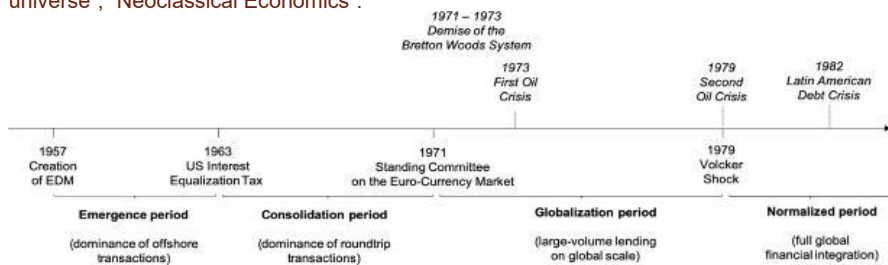 universe", "Neoclassical Economics".
1971 – 1973
Demise of the
Bretton Woods System
1973
First Oil
Crisis
1979
Second
Oil Crisis
1982
Latin American
Debt Crisis
1957
Creation
of EDM
1963
US Interest
Equalization Tax
1971
Standing Committee
on the Euro-Currency Market
1979
Volcker
Shock
Emergence period
(dominance of offshore
transactions)
Consolidation period
(dominance of roundtrip
transactions)
Globalization period
(large-volume lending
on global scale)
Normalized period
(full global
financial integration)